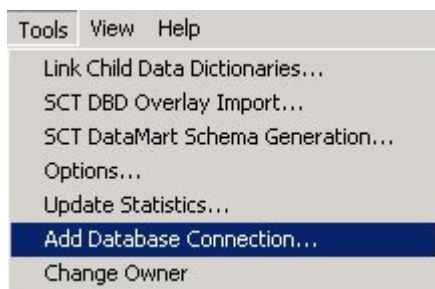 Tools View Help
Link Child Data Dictionaries...
SCT DBD Overlay Import...
SCT DataMart Schema Generation...
Options...
Update Statistics...
Add Database Connection...
Change Owner